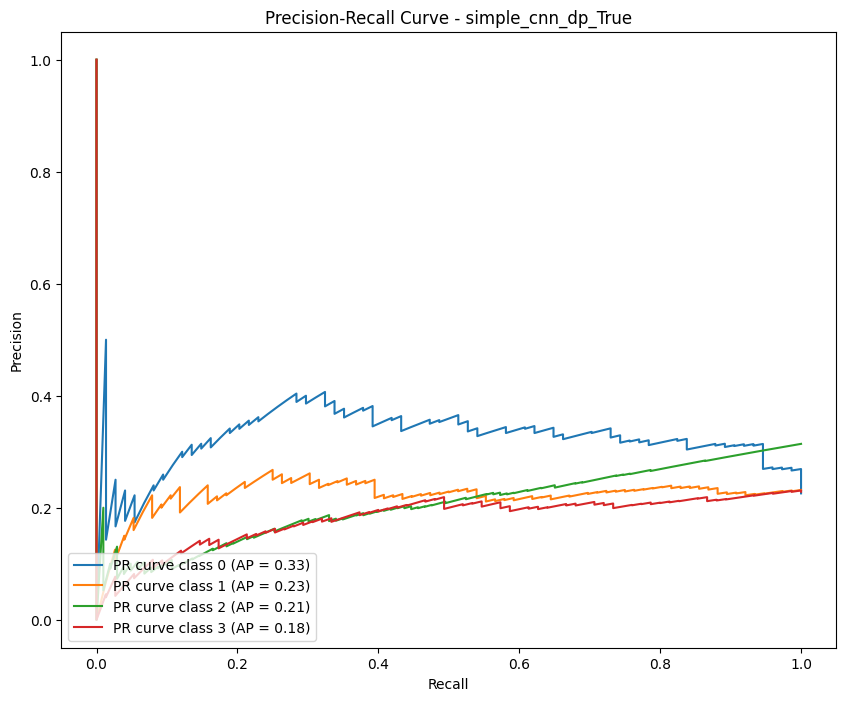 Precision-Recall Curve - simple_cnn_dp_True
Precision
1.0
0.8
0.6
0.4
0.2
0.0
PR curve class 0 (AP = 0.33)
PR curve class 1 (AP = 0.23)
PR curve class 2 (AP = 0.21)
PR curve class 3 (AP = 0.18)
0.0 0.2 0.4 0.6 0.8 1.0
Recall